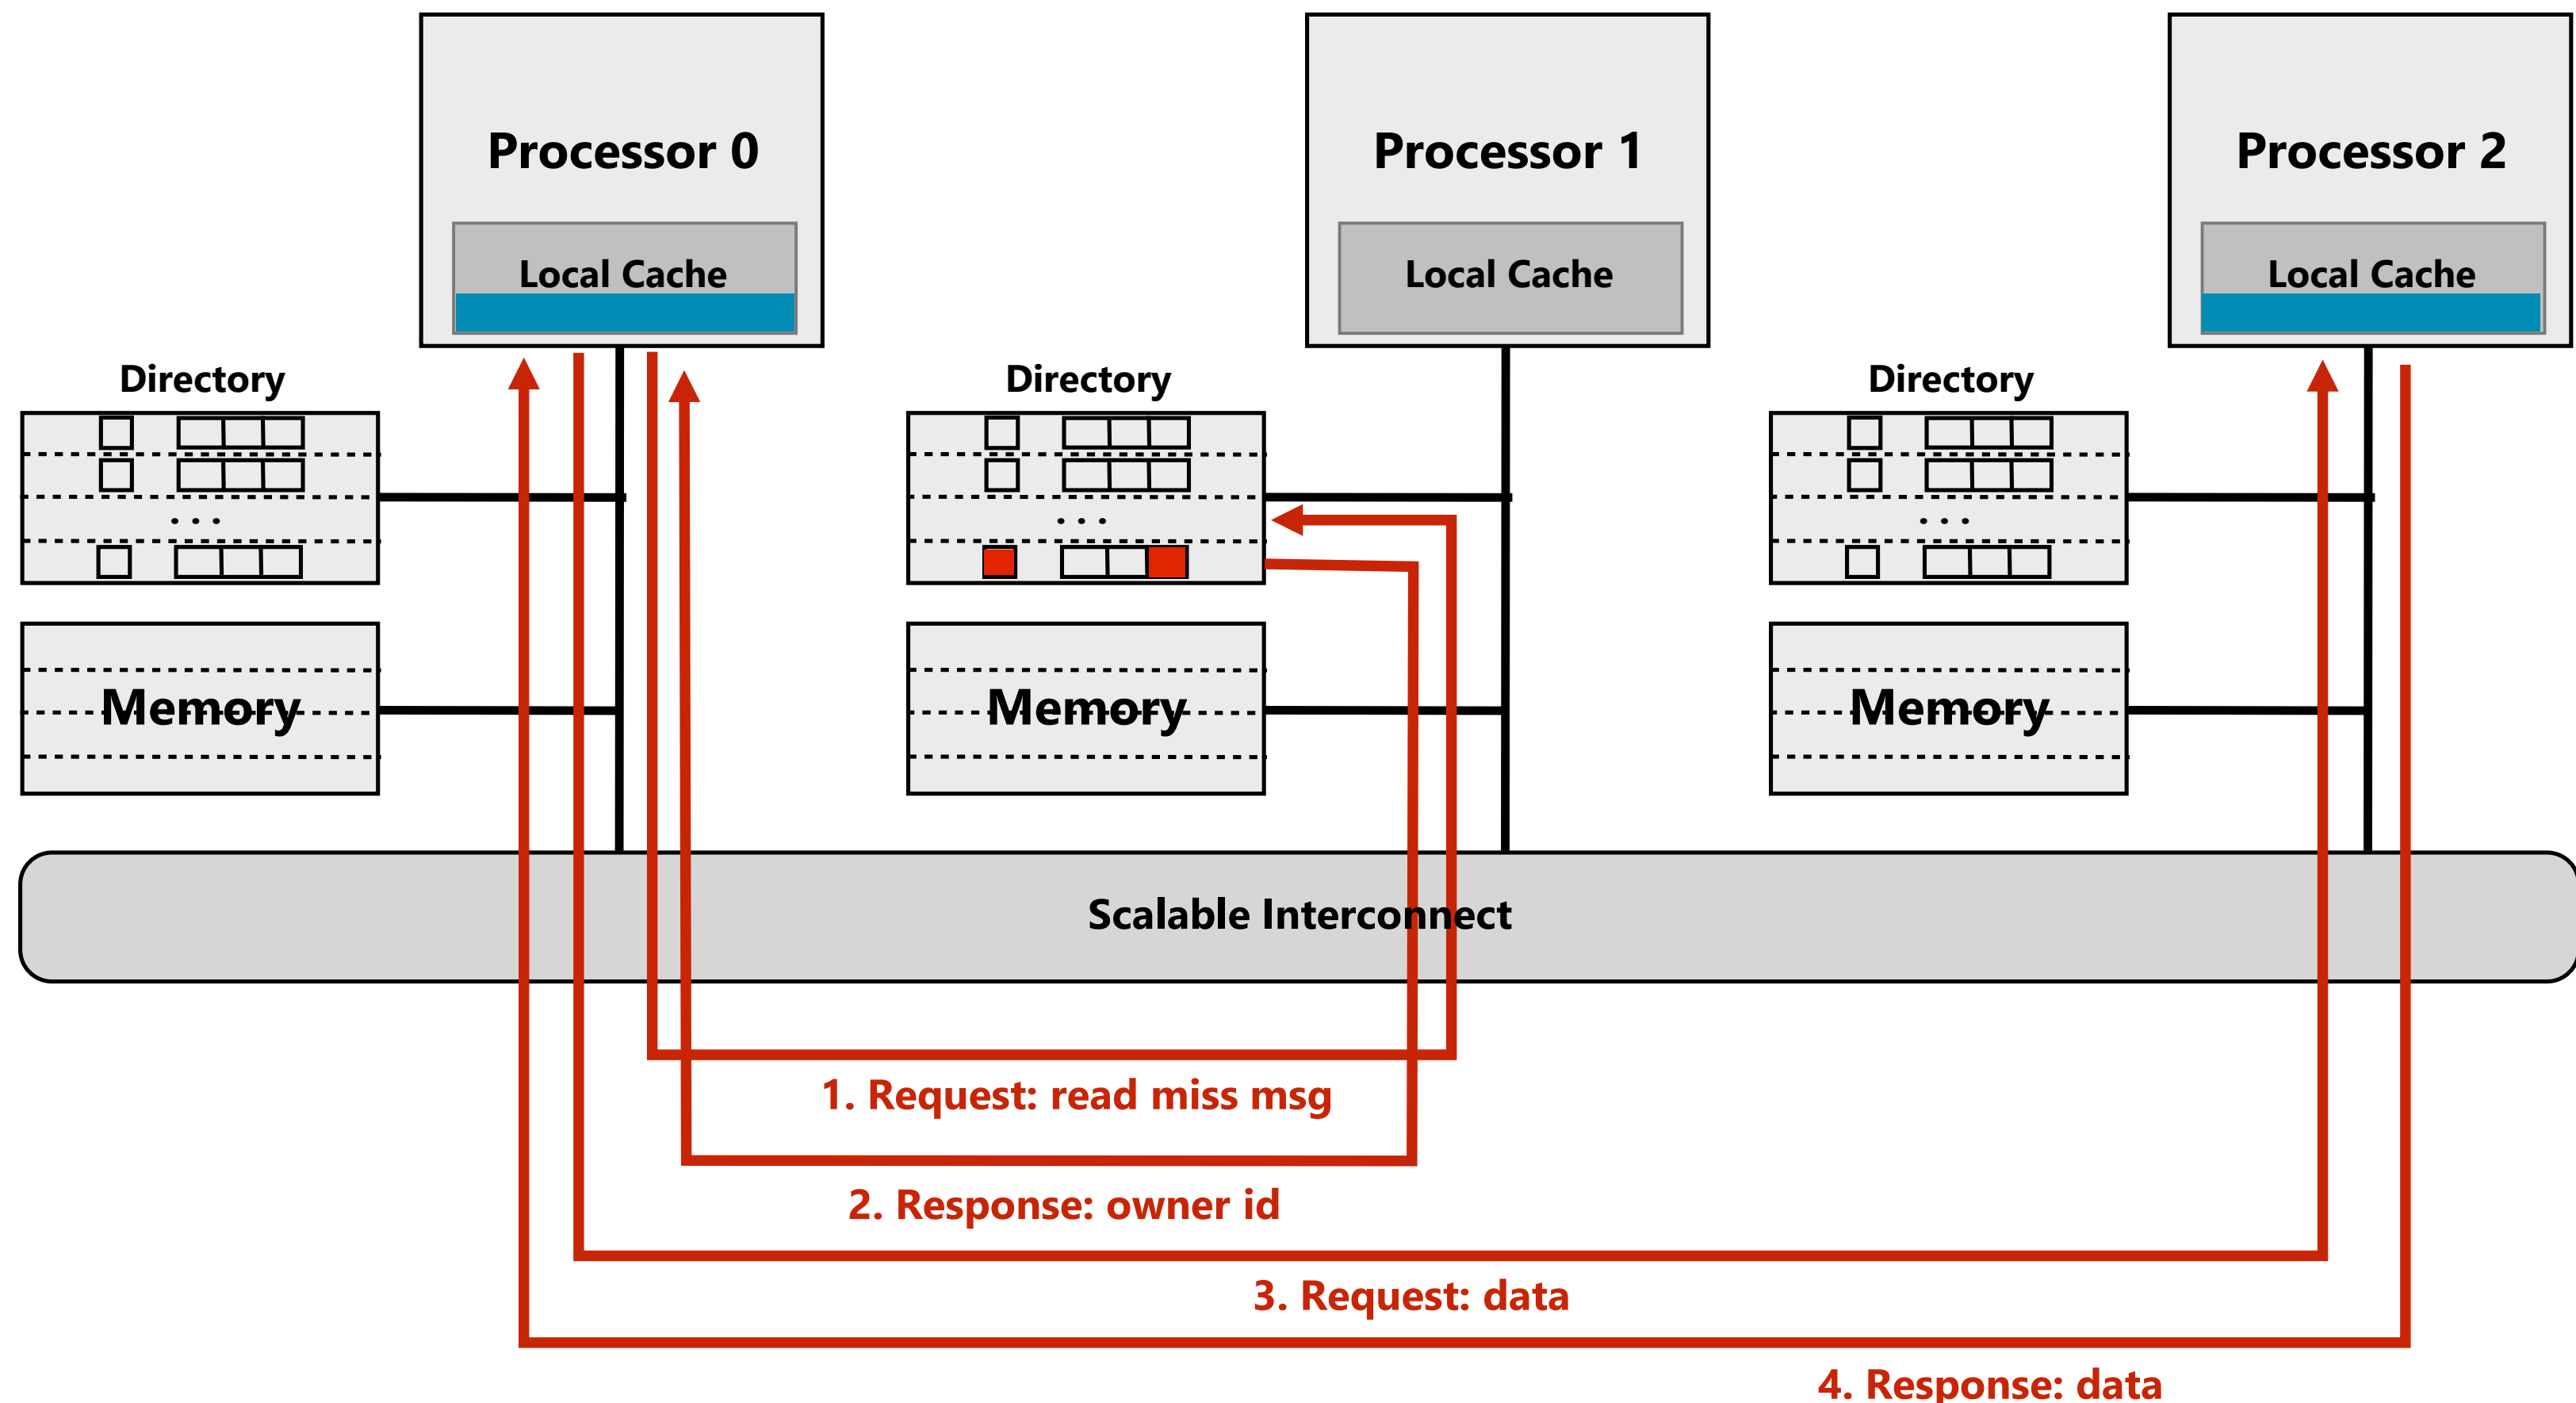 Processor 0
Processor 1
Processor 2
Local Cache
Local Cache
Local Cache
Directory
Directory
Directory
. . .
. . .
. . .
Memory
Memory
Memory
Scalable Interconnect
1. Request: read miss msg
2. Response: owner id
3. Request: data
4. Response: data